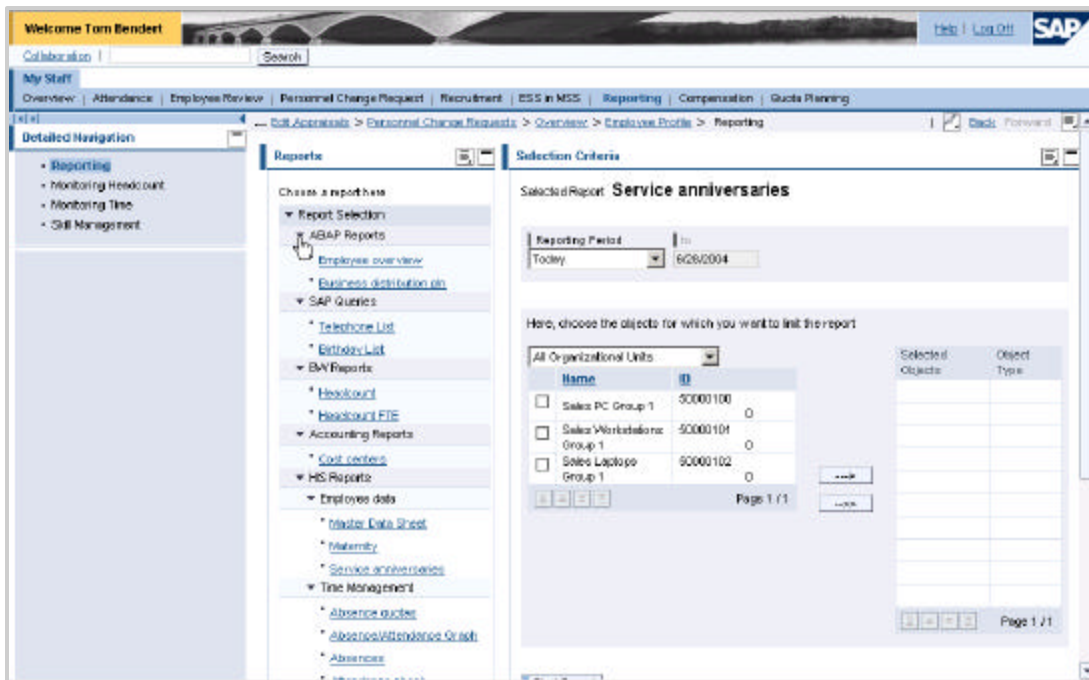 Welcome Tom Bendert
Help | Log Off
SAP
Collaboration |
Search
My Staff
Overview | Attendance | Employee Review | Personnel Change Request | Recruitment | ESS in MSS | Reporting | Compensation | Quota Planning
... Edit Appraisals > Personnel Change Requests > Overview > Employee Profile > Reporting
| Back Forward
Detailed Navigation
Reporting
Monitoring Headcount
Monitoring Time
Skill Management
Reports
Choose a report here
Report Selection
ABAP Reports
Employee overview
Business distribution pln
SAP Queries
Telephone List
Birthday List
BW Reports
Headcount
Headcount FTE
Accounting Reports
Cost centers
HIS Reports
Employee data
Master Data Sheet
Maternity
Service anniversaries
Time Management
Absence quotas
Absence/Attendance Graph
Absences
Selection Criteria
Selected Report Service anniversaries
Reporting Period to
Today 6/28/2004
Here, choose the objects for which you want to limit the report
All Organizational Units
Name ID
Sales PC Group 1 50000100 O
Sales Workstations Group 1 50000101 O
Sales Laptops Group 1 50000102 O
Page 1 / 1
Selected Objects Object Type
Page 1 / 1